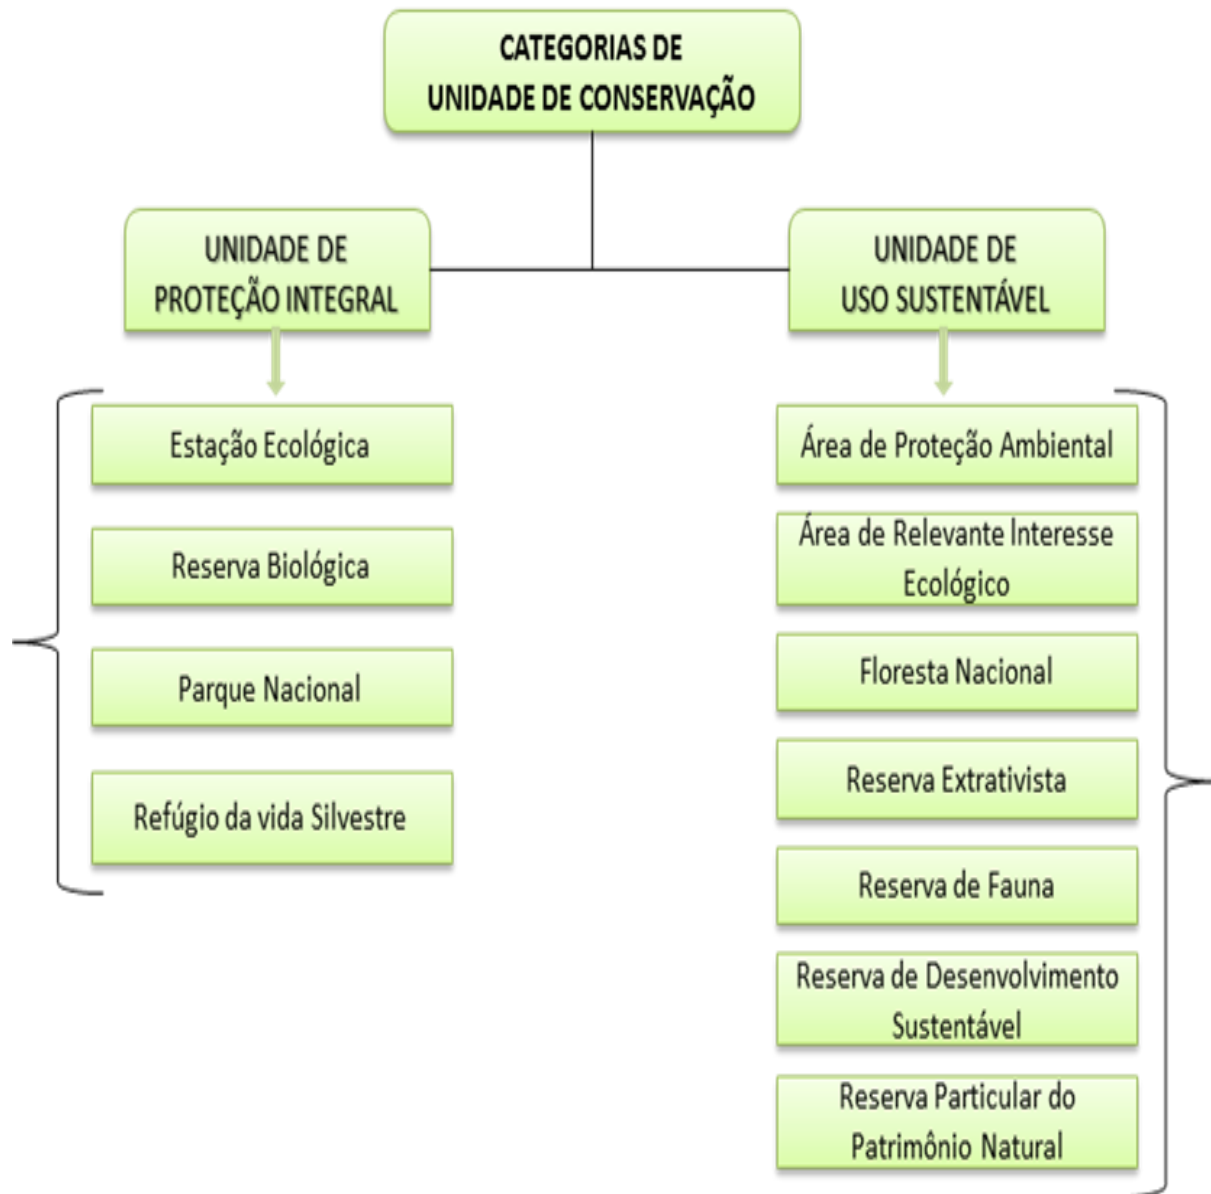 CATEGORIAS DE
UNIDADE DE CONSERVAÇÃO
UNIDADE DE
PROTEÇÃO INTEGRAL
Estação Ecológica
Reserva Biológica
Parque Nacional
Refúgio da vida Silvestre
UNIDADE DE
USO SUSTENTÁVEL
Área de Proteção Ambiental
Área de Relevante Interesse
Ecológico
Floresta Nacional
Reserva Extrativista
Reserva de Fauna
Reserva de Desenvolvimento
Sustentável
Reserva Particular do
Patrimônio Natural